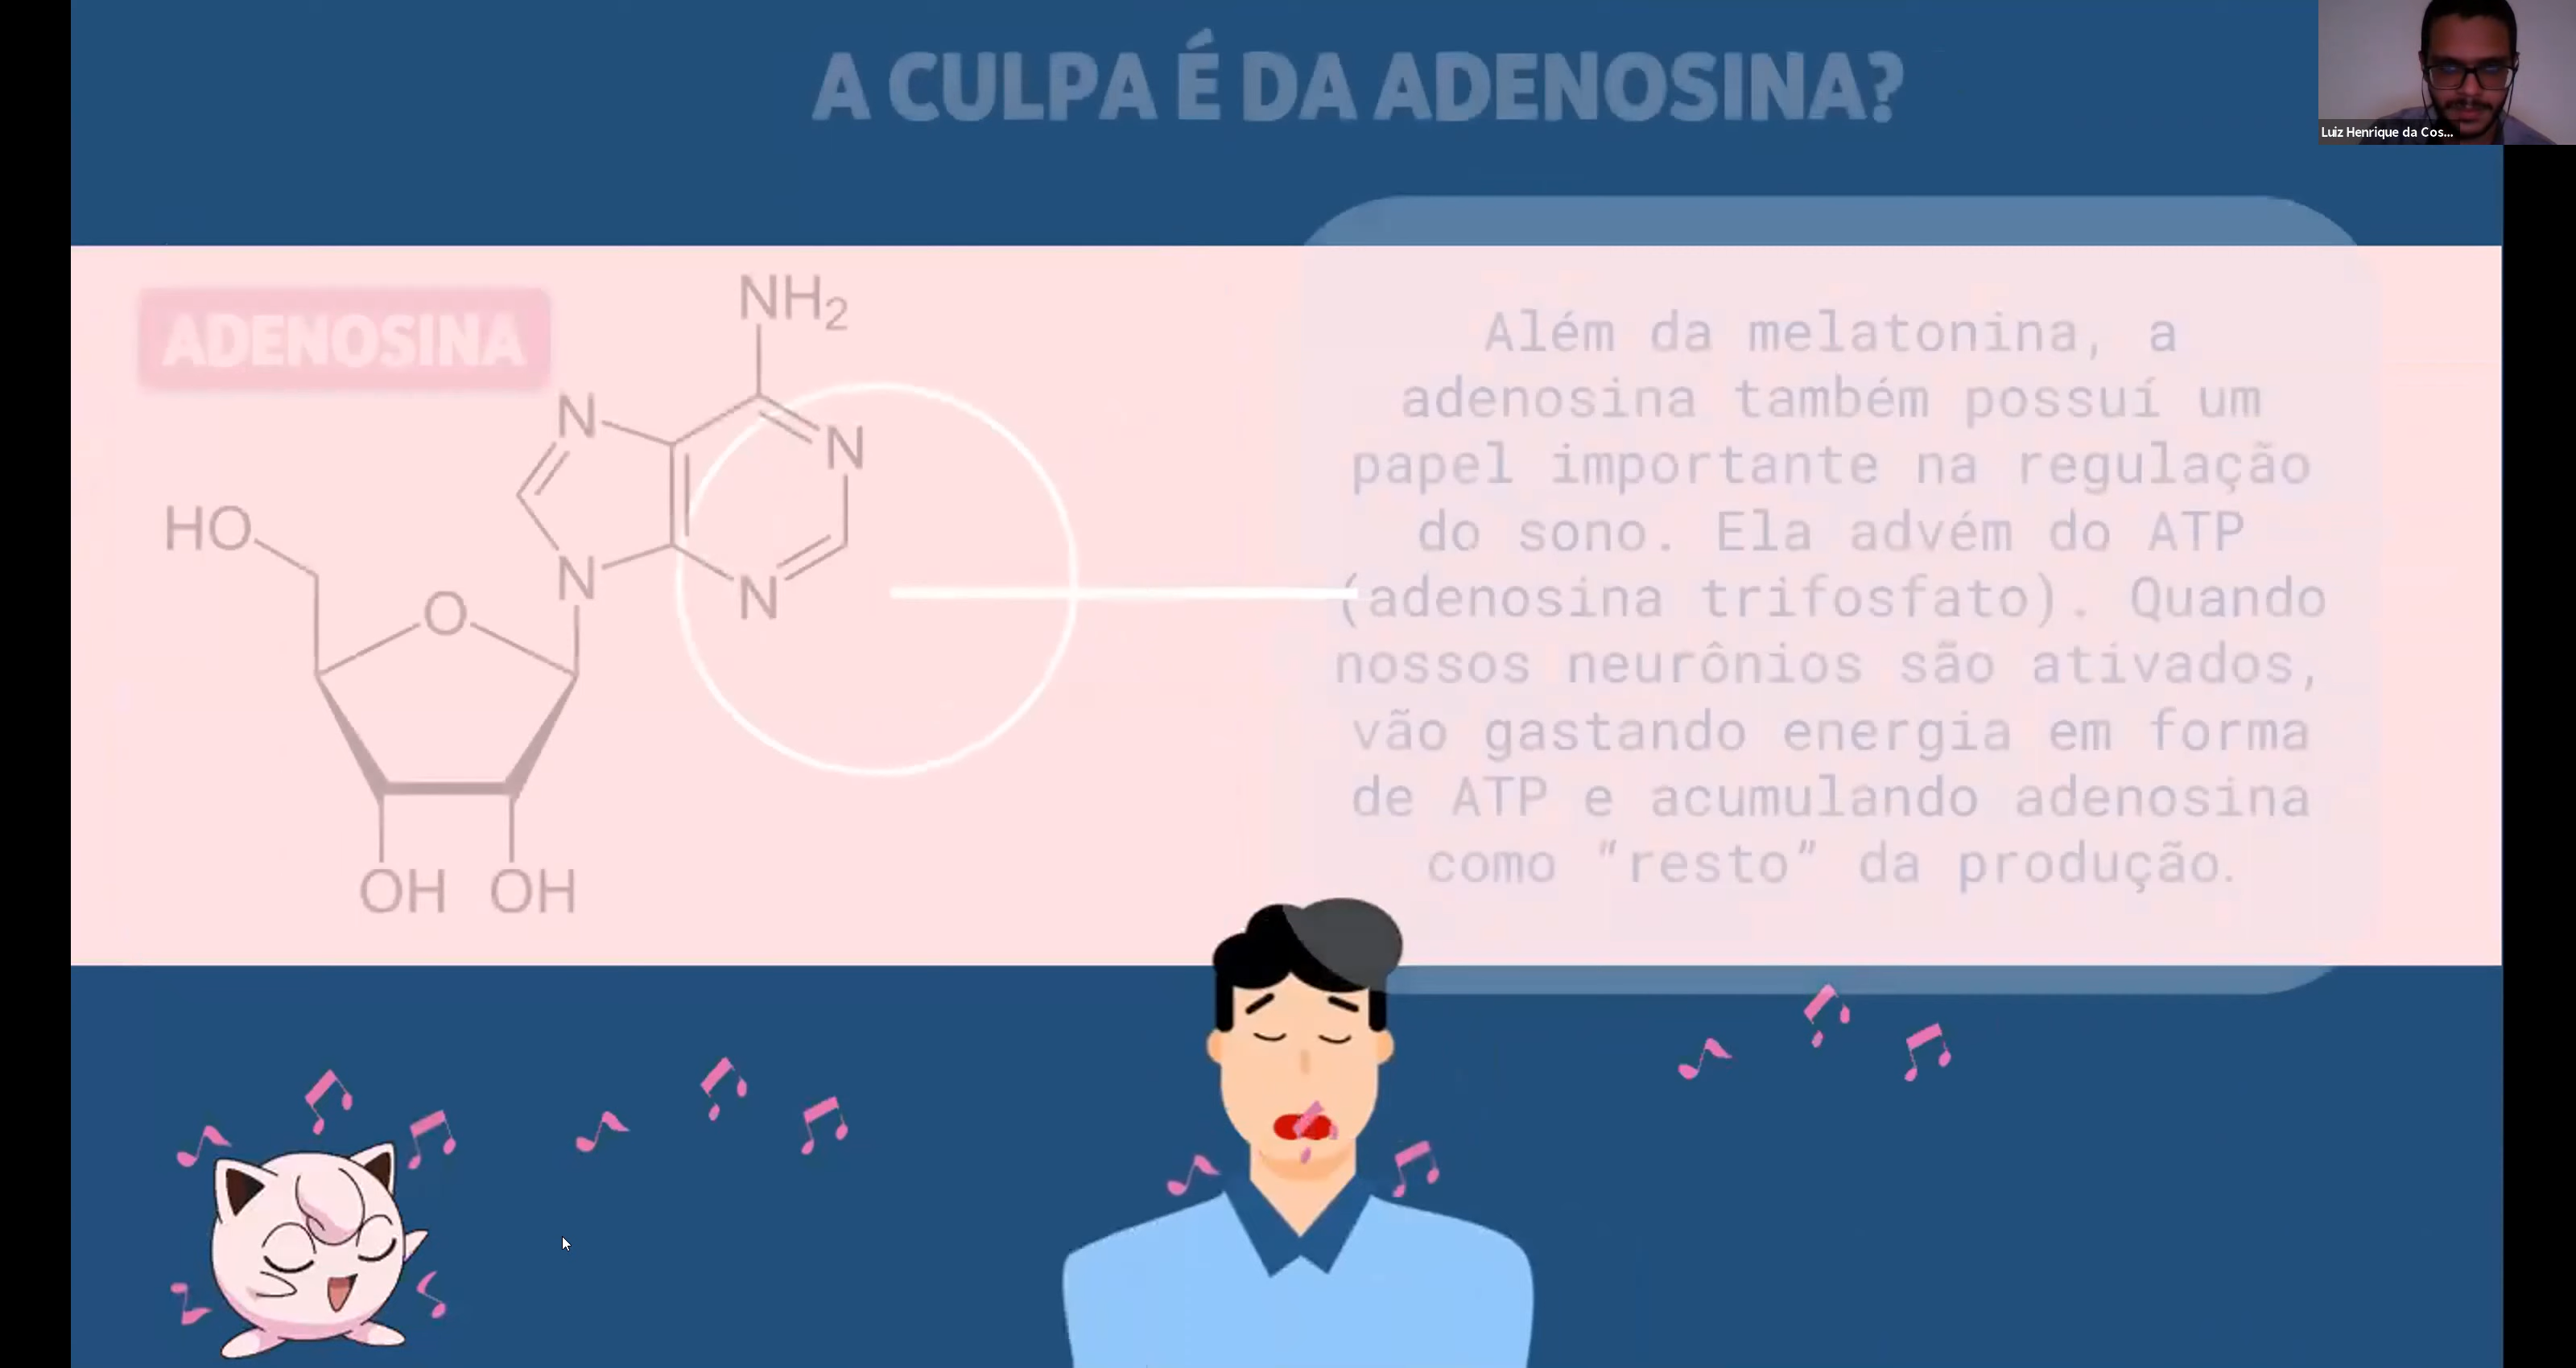 A CULPA É DA ADENOSINA?
Luiz Henrique da Cos...
ADENOSINA
NH2
N
N
HO
N
N
O
OH OH
Além da melatonina, a
adenosina também possuí um
papel importante na regulação
do sono. Ela advém do ATP
(adenosina trifosfato). Quando
nossos neurônios são ativados,
vão gastando energia em forma
de ATP e acumulando adenosina
como “resto” da produção.